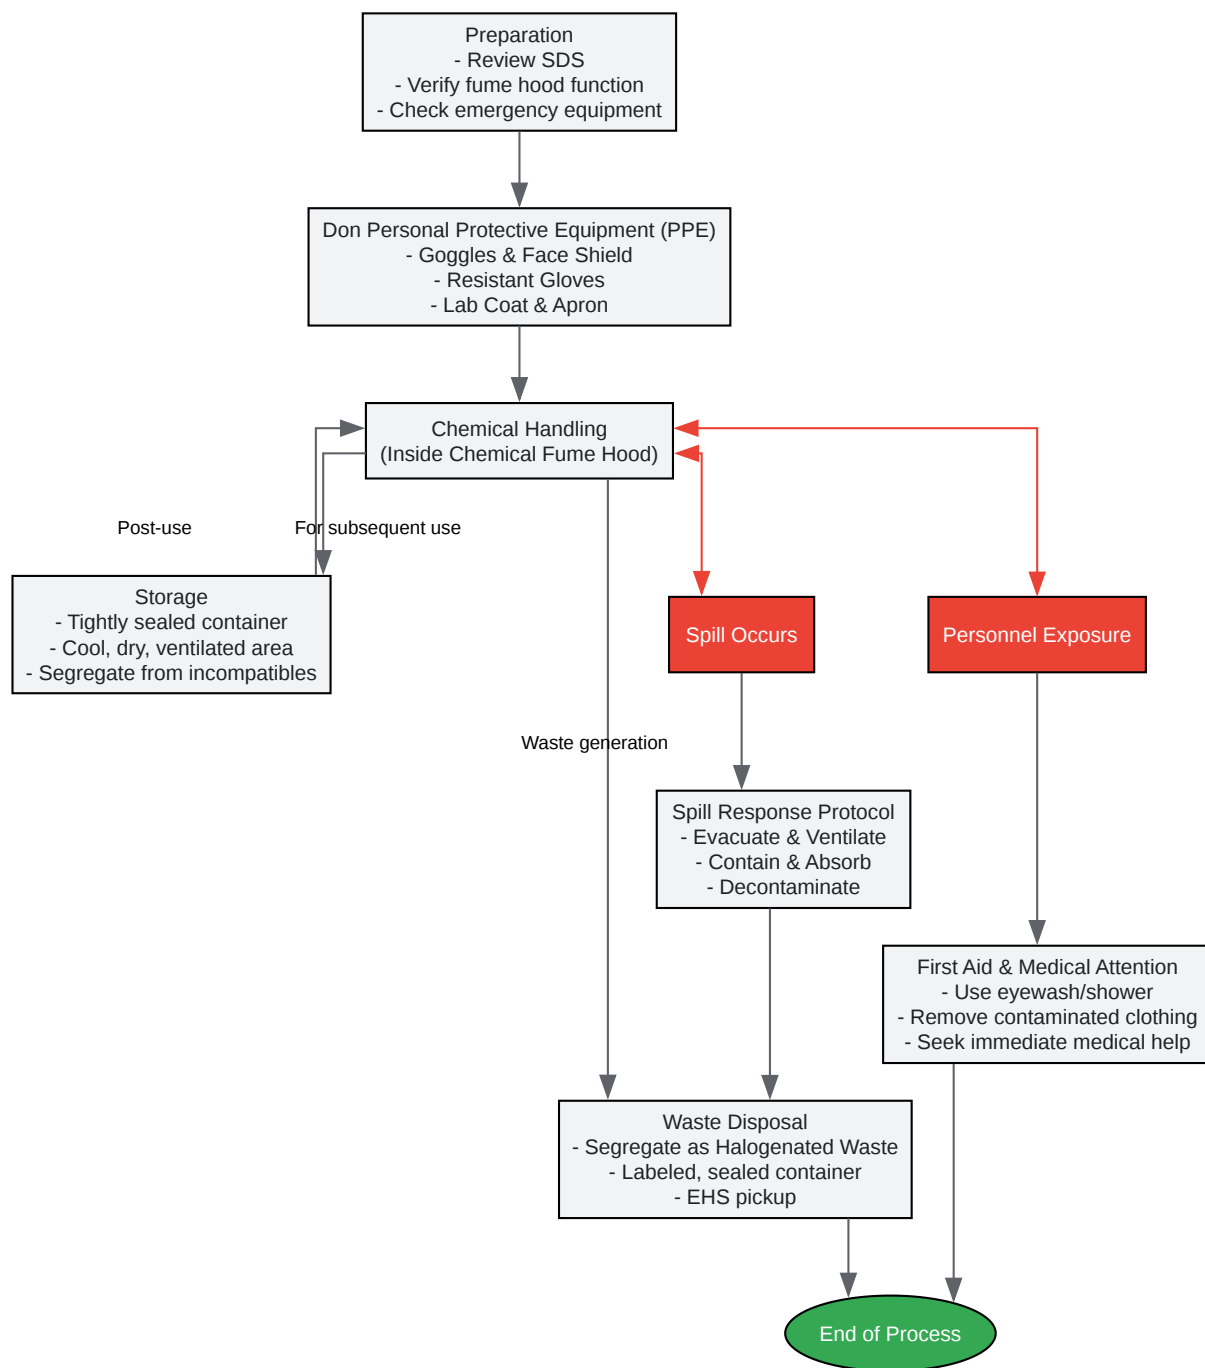 Preparation
- Review SDS
- Verify fume hood function
- Check emergency equipment
Don Personal Protective Equipment (PPE)
- Goggles & Face Shield
- Resistant Gloves
- Lab Coat & Apron
Chemical Handling
(Inside Chemical Fume Hood)
Post-use
For subsequent use
Storage
- Tightly sealed container
- Cool, dry, ventilated area
- Segregate from incompatibles
Spill Occurs
Personnel Exposure
Waste generation
Spill Response Protocol
- Evacuate & Ventilate
- Contain & Absorb
- Decontaminate
First Aid & Medical Attention
- Use eyewash/shower
- Remove contaminated clothing
- Seek immediate medical help
Waste Disposal
- Segregate as Halogenated Waste
- Labeled, sealed container
- EHS pickup
End of Process